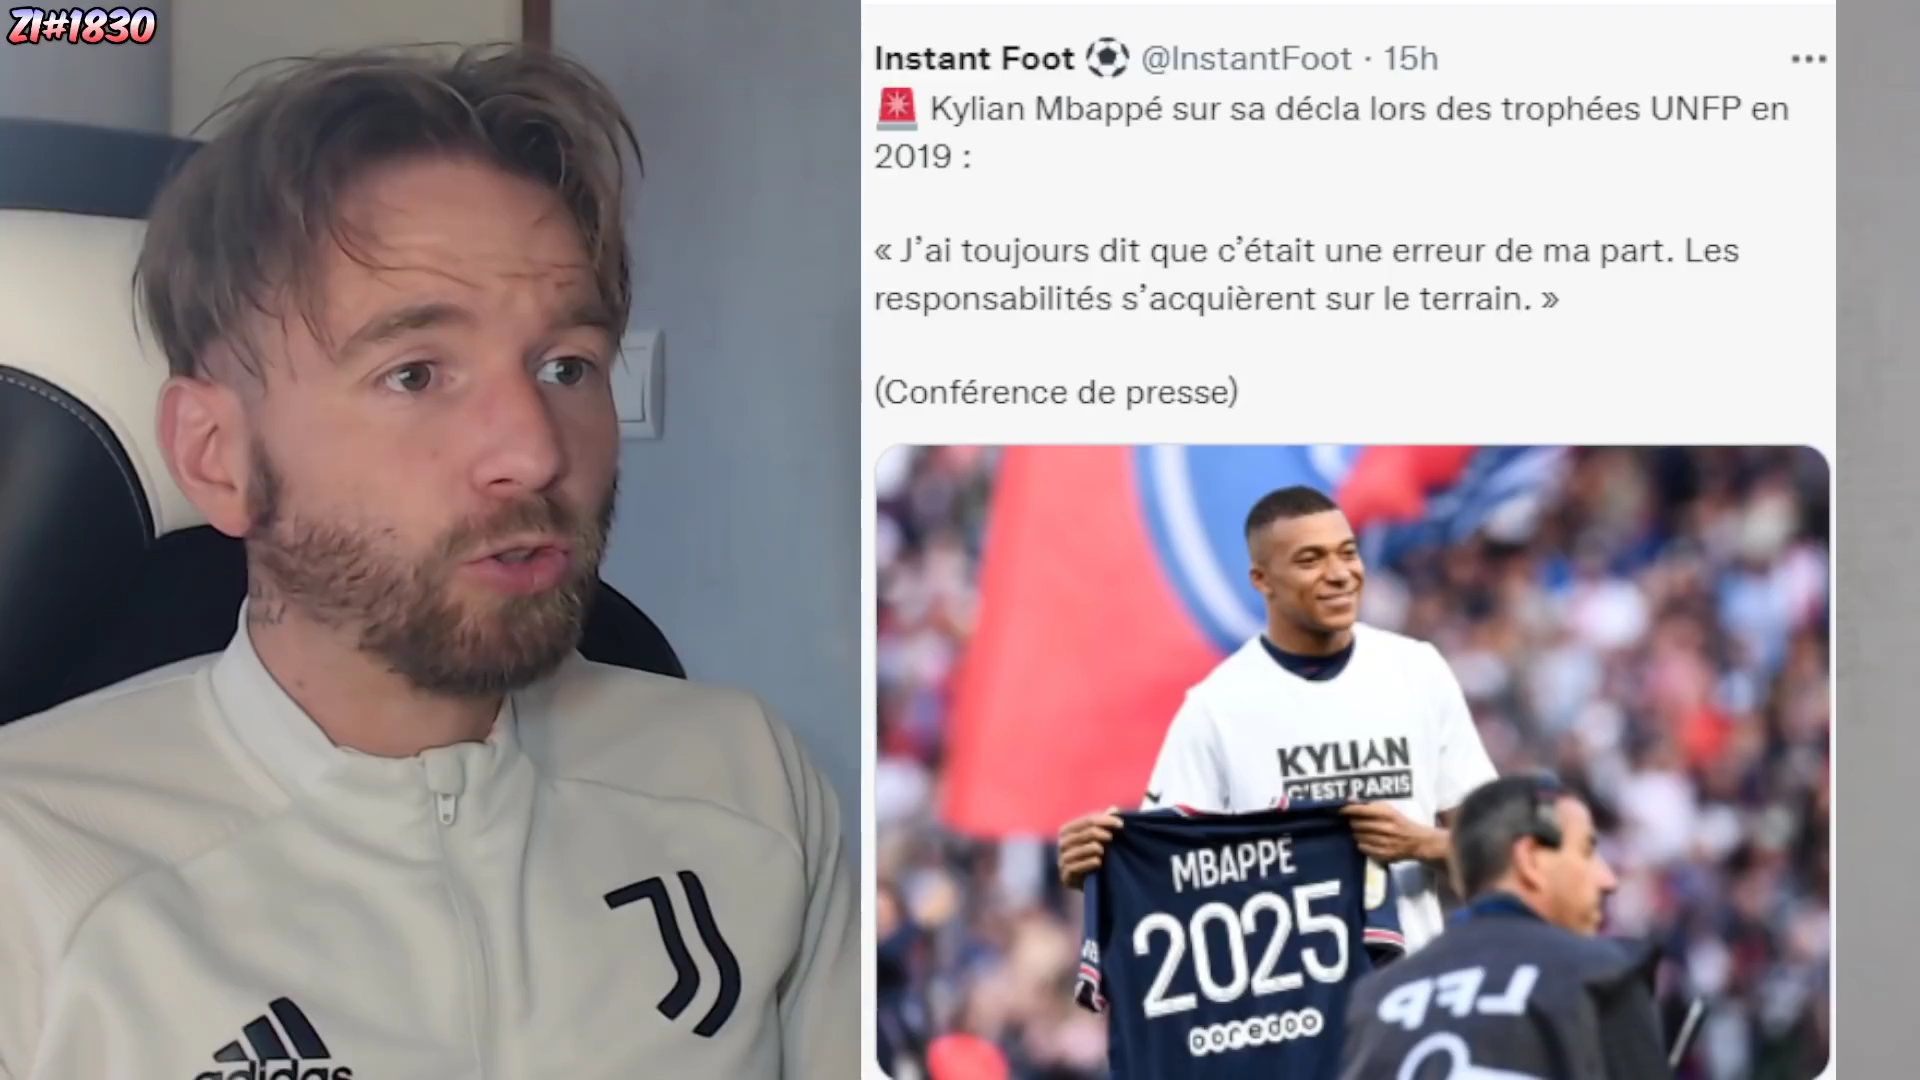 ZI#1830
Instant Foot @InstantFoot · 15h
Kylian Mbappé sur sa décla lors des trophées UNFP en
2019 :
« J'ai toujours dit que c'était une erreur de ma part. Les
responsabilités s'acquièrent sur le terrain. »
(Conférence de presse)
KYLIAN
C'EST PARIS
MBAPPÉ
2025
ooredoo
LFP
adidas